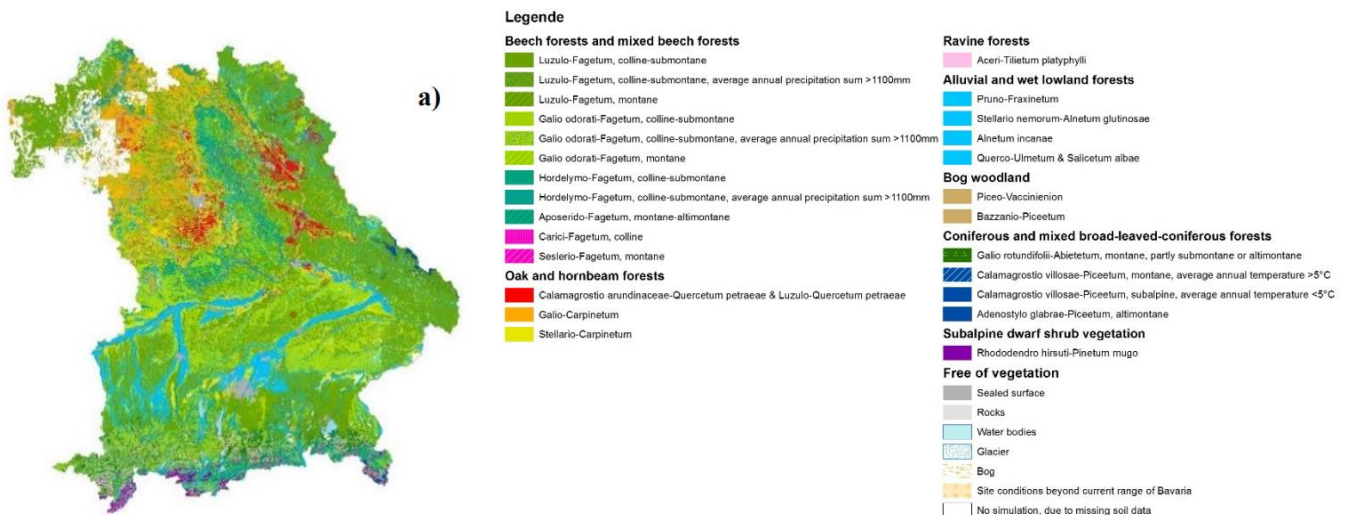 a)
Legende
Beech forests and mixed beech forests
Luzulo-Fagetum, colline-submontane
Luzulo-Fagetum, colline-submontane, average annual precipitation sum >1100mm
Luzulo-Fagetum, montane
Galio odorati-Fagetum, colline-submontane
Galio odorati-Fagetum, colline-submontane, average annual precipitation sum >1100mm
Galio odorati-Fagetum, montane
Hordelymo-Fagetum, colline-submontane
Hordelymo-Fagetum, colline-submontane, average annual precipitation sum >1100mm
Aposerido-Fagetum, montane-altimontane
Carici-Fagetum, colline
Seslerio-Fagetum, montane
Oak and hornbeam forests
Calamagrostio arundinaceae-Quercetum petraeae & Luzulo-Quercetum petraeae
Galio-Carpinetum
Stellario-Carpinetum
Ravine forests
Aceri-Tilietum platyphylli
Alluvial and wet lowland forests
Pruno-Fraxinetum
Stellario nemorum-Alnetum glutinosae
Alnetum incanae
Querco-Ulmetum & Salicetum albae
Bog woodland
Piceo-Vaccinienion
Bazzanio-Piceetum
Coniferous and mixed broad-leaved-coniferous forests
Galio rotundifolii-Abietetum, montane, partly submontane or altimontane
Calamagrostio villosae-Piceetum, montane, average annual temperature >5°C
Calamagrostio villosae-Piceetum, subalpine, average annual temperature <5°C
Adenostylo glabrae-Piceetum, altimontane
Subalpine dwarf shrub vegetation
Rhododendro hirsuti-Pinetum mugo
Free of vegetation
Sealed surface
Rocks
Water bodies
Glacier
Bog
Site conditions beyond current range of Bavaria
No simulation, due to missing soil data